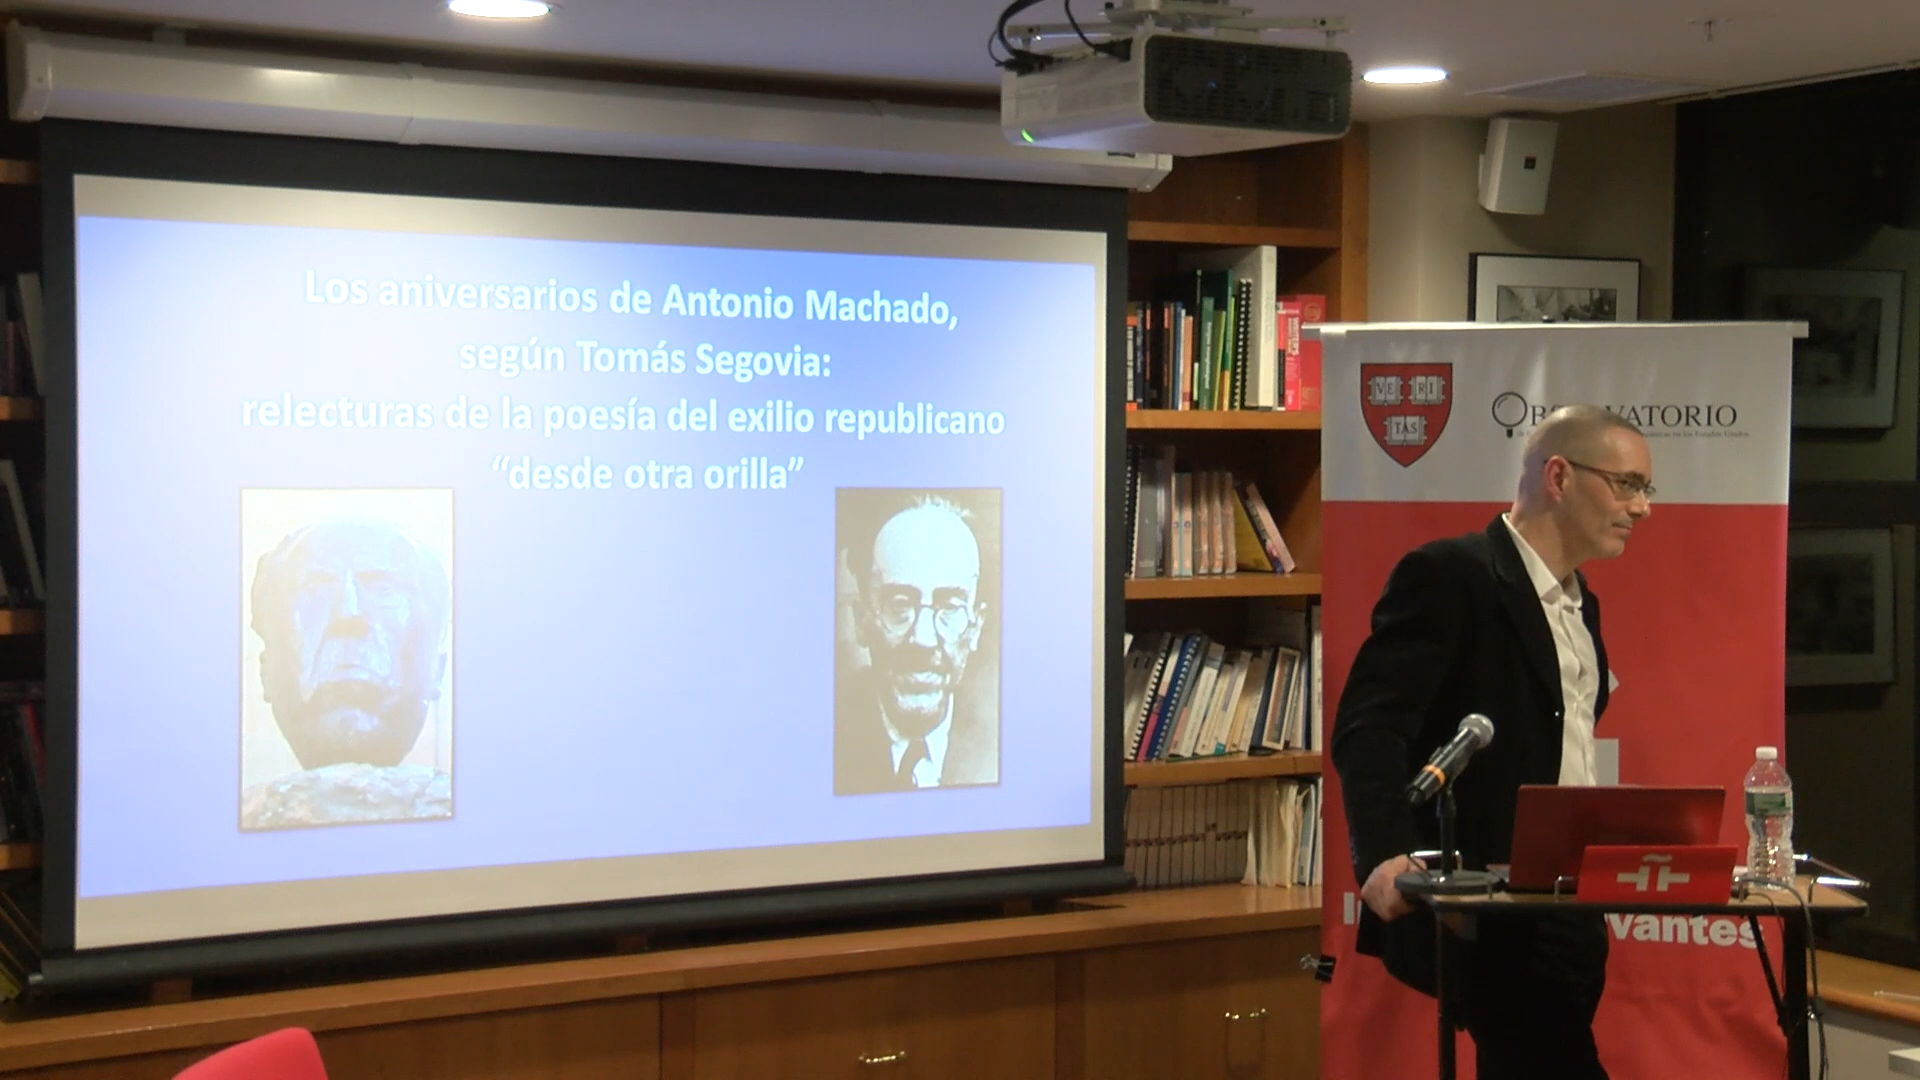 Los aniversarios de Antonio Machado,
según Tomás Segovia:
relecturas de la poesía del exilio republicano
“desde otra orilla”
VE RI
TAS
vantes